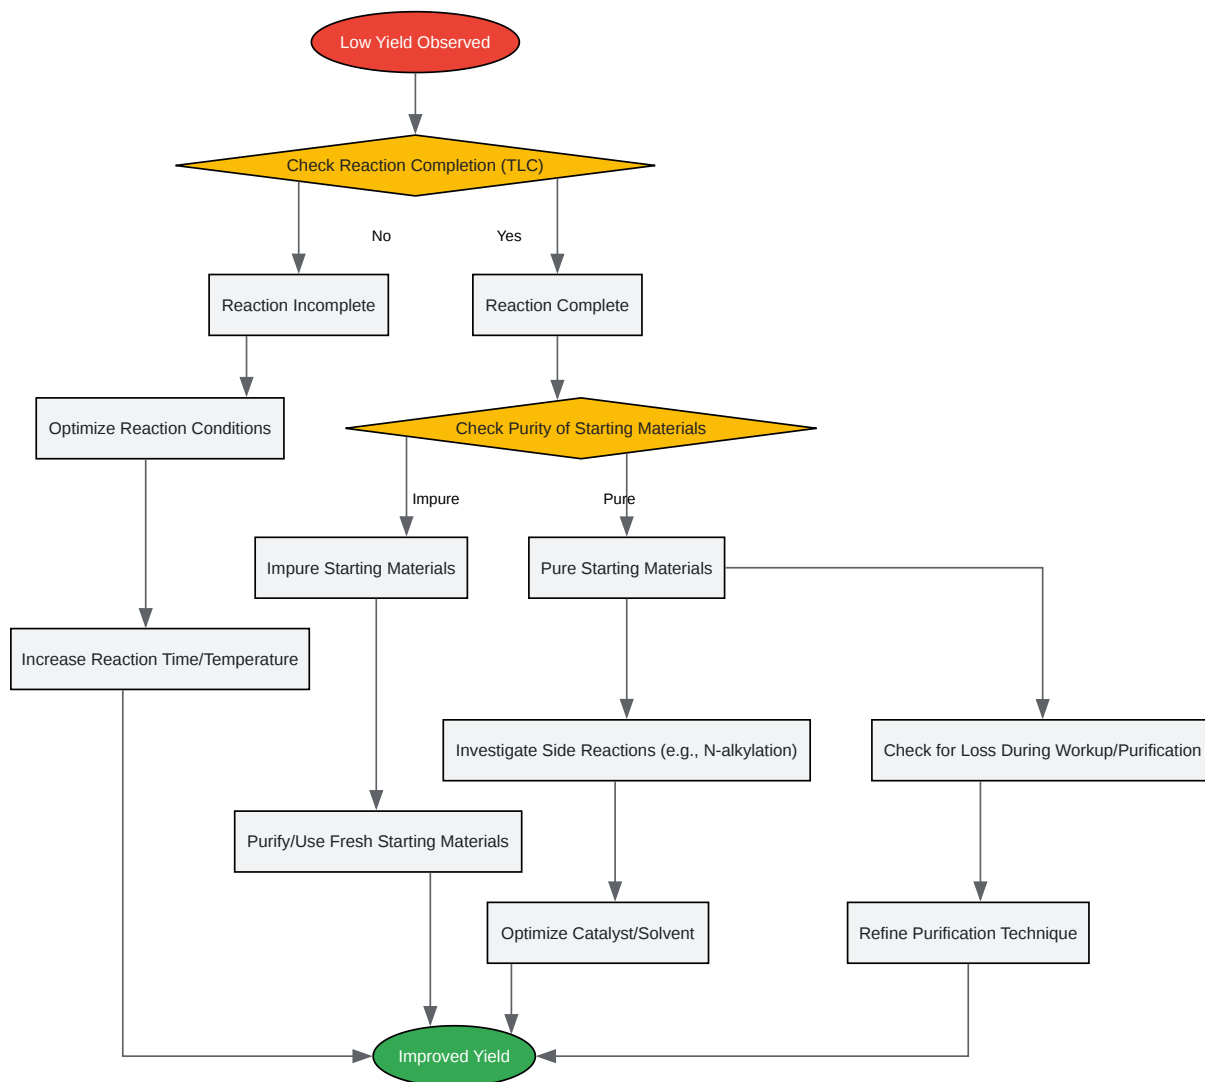 Low Yield Observed
Check Reaction Completion (TLC)
No
Yes
Reaction Incomplete
Reaction Complete
Optimize Reaction Conditions
Check Purity of Starting Materials
Impure
Pure
Impure Starting Materials
Pure Starting Materials
Increase Reaction Time/Temperature
Investigate Side Reactions (e.g., N-alkylation)
Check for Loss During Workup/Purification
Purify/Use Fresh Starting Materials
Optimize Catalyst/Solvent
Refine Purification Technique
Improved Yield